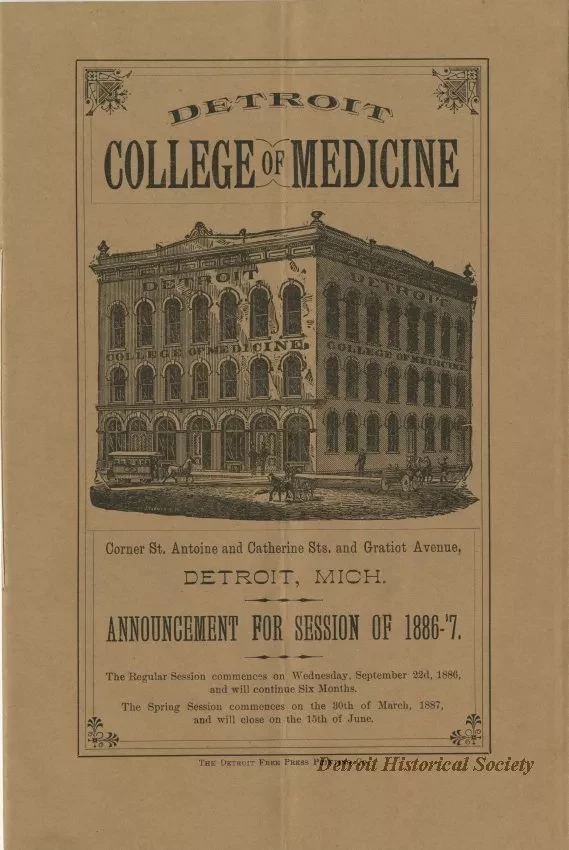 DETROIT
COLLEGE OF MEDICINE
DETROIT
DETROIT
COLLEGE OF MEDICINE
COLLEGE OF MEDICINE
Corner St. Antoine and Catherine Sts. and Gratiot Avenue,
DETROIT, MICH.
ANNOUNCEMENT FOR SESSION OF 1886-'7.
The Regular Session commences on Wednesday, September 22d, 1886,
and will continue Six Months.
The Spring Session commences on the 30th of March, 1887,
and will close on the 15th of June.
THE DETROIT FREE PRESS
Detroit Historical Society